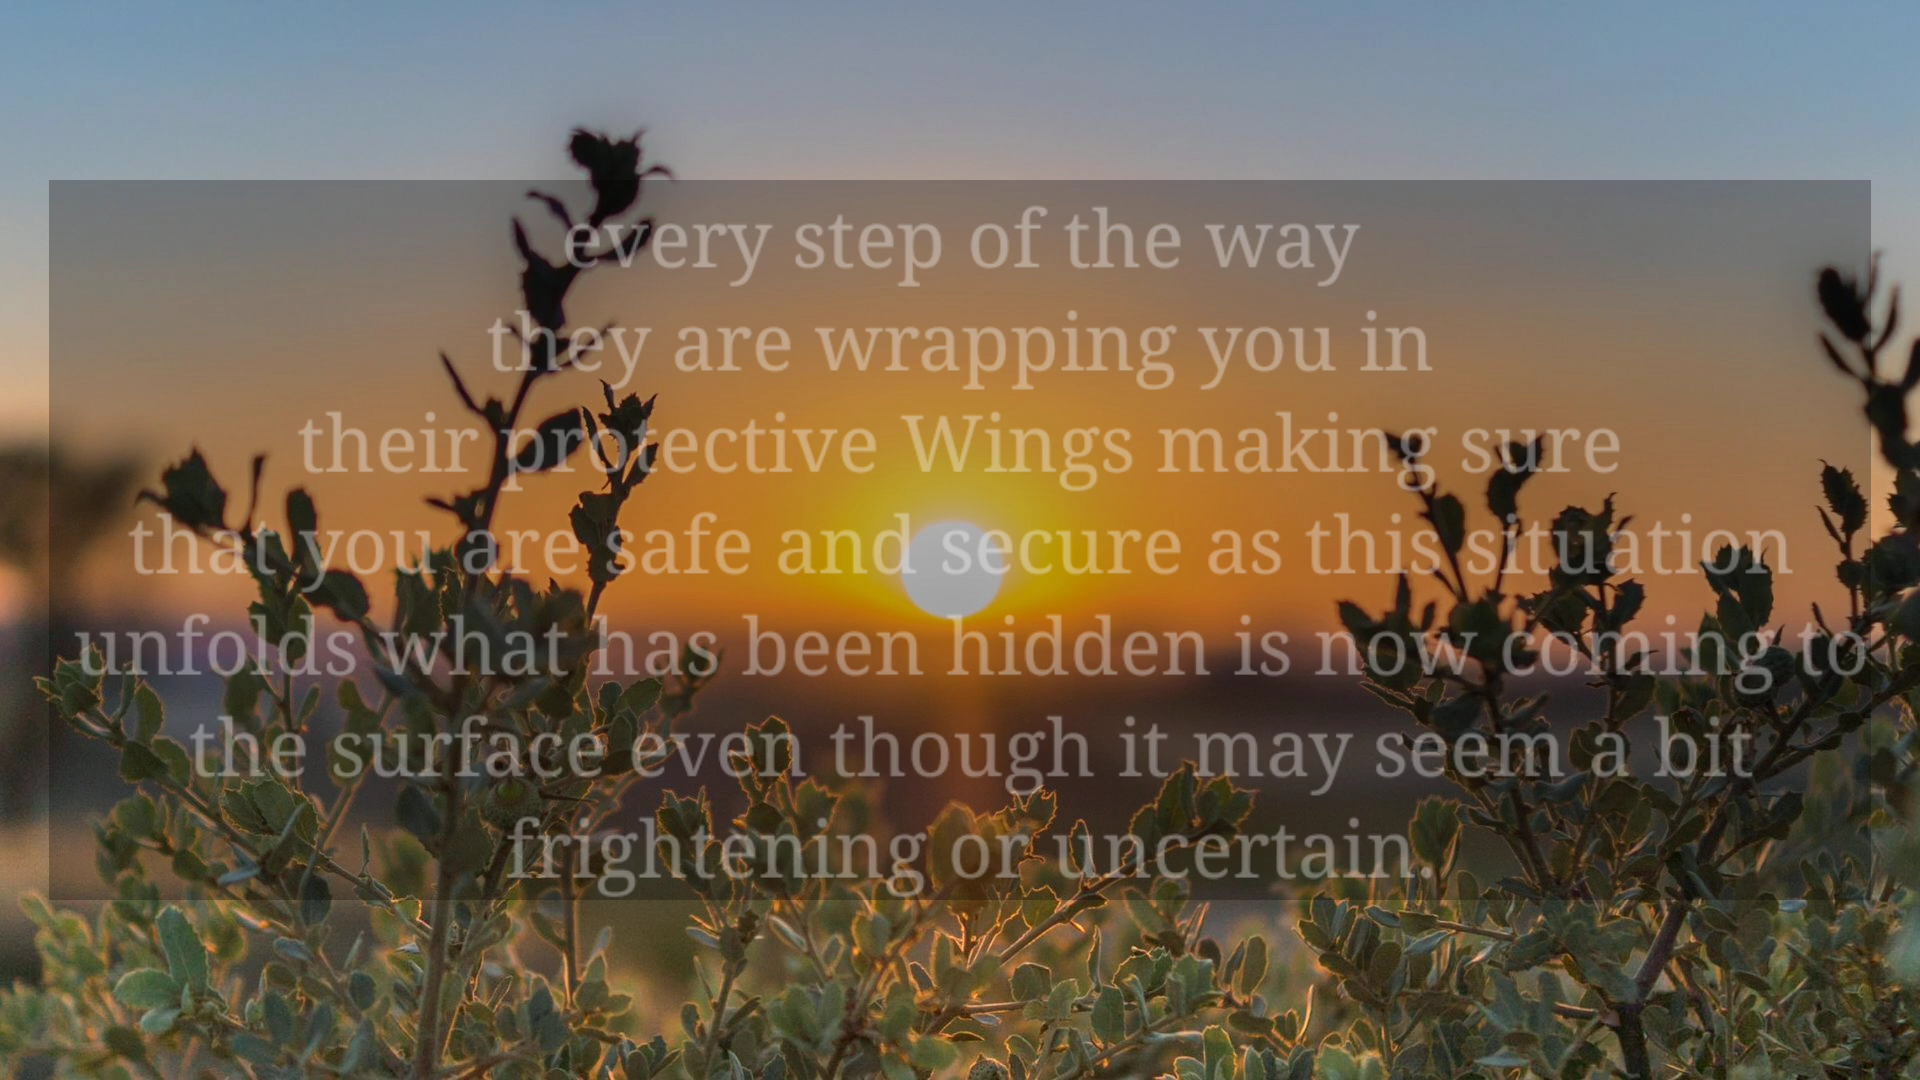 every step of the way
they are wrapping you in
their protective Wings making sure
that you are safe and secure as this situation
unfolds what has been hidden is now coming to
the surface even though it may seem a bit
frightening or uncertain.